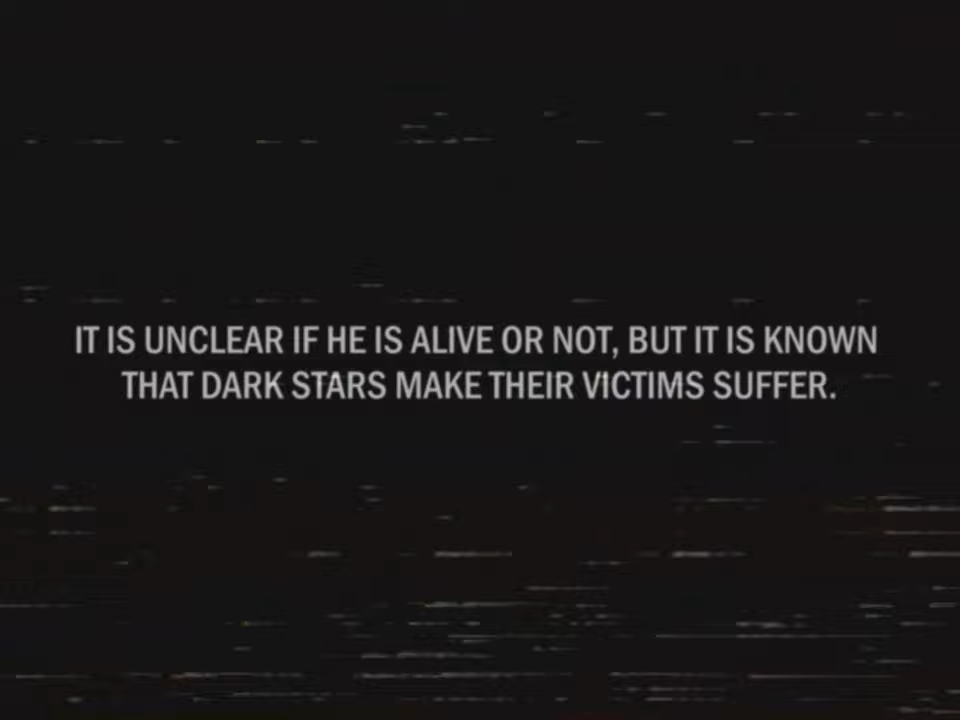 IT IS UNCLEAR IF HE IS ALIVE OR NOT, BUT IT IS KNOWN
THAT DARK STARS MAKE THEIR VICTIMS SUFFER.